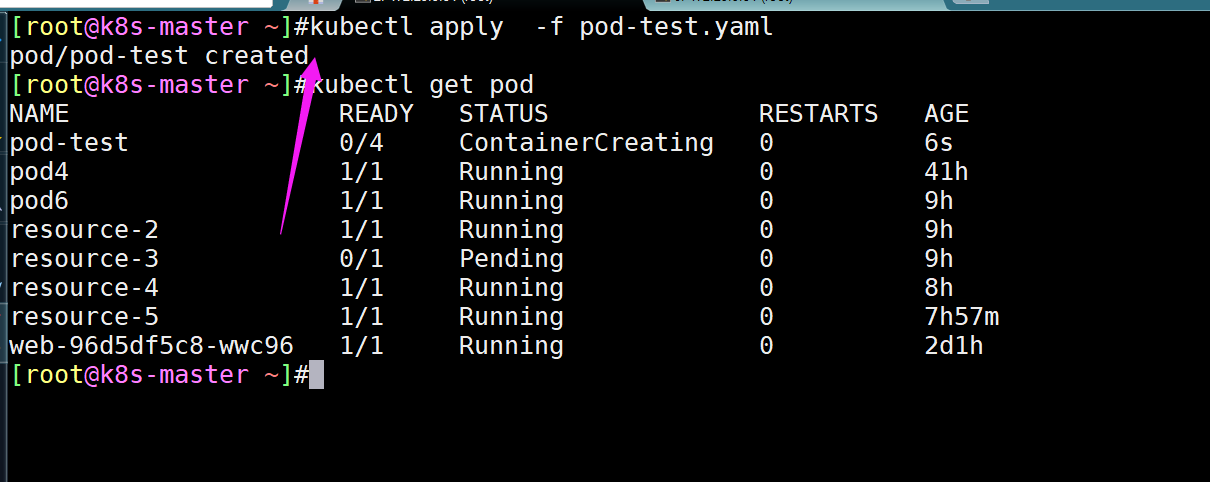 [root@k8s-master ~]#kubectl apply  -f pod-test.yaml
pod/pod-test created
[root@k8s-master ~]#kubectl get pod
NAME                  READY   STATUS              RESTARTS   AGE
pod-test              0/4     ContainerCreating   0          6s
pod4                  1/1     Running             0          41h
pod6                  1/1     Running             0          9h
resource-2            1/1     Running             0          9h
resource-3            0/1     Pending             0          9h
resource-4            1/1     Running             0          8h
resource-5            1/1     Running             0          7h57m
web-96d5df5c8-wwc96   1/1     Running             0          2d1h
[root@k8s-master ~]#